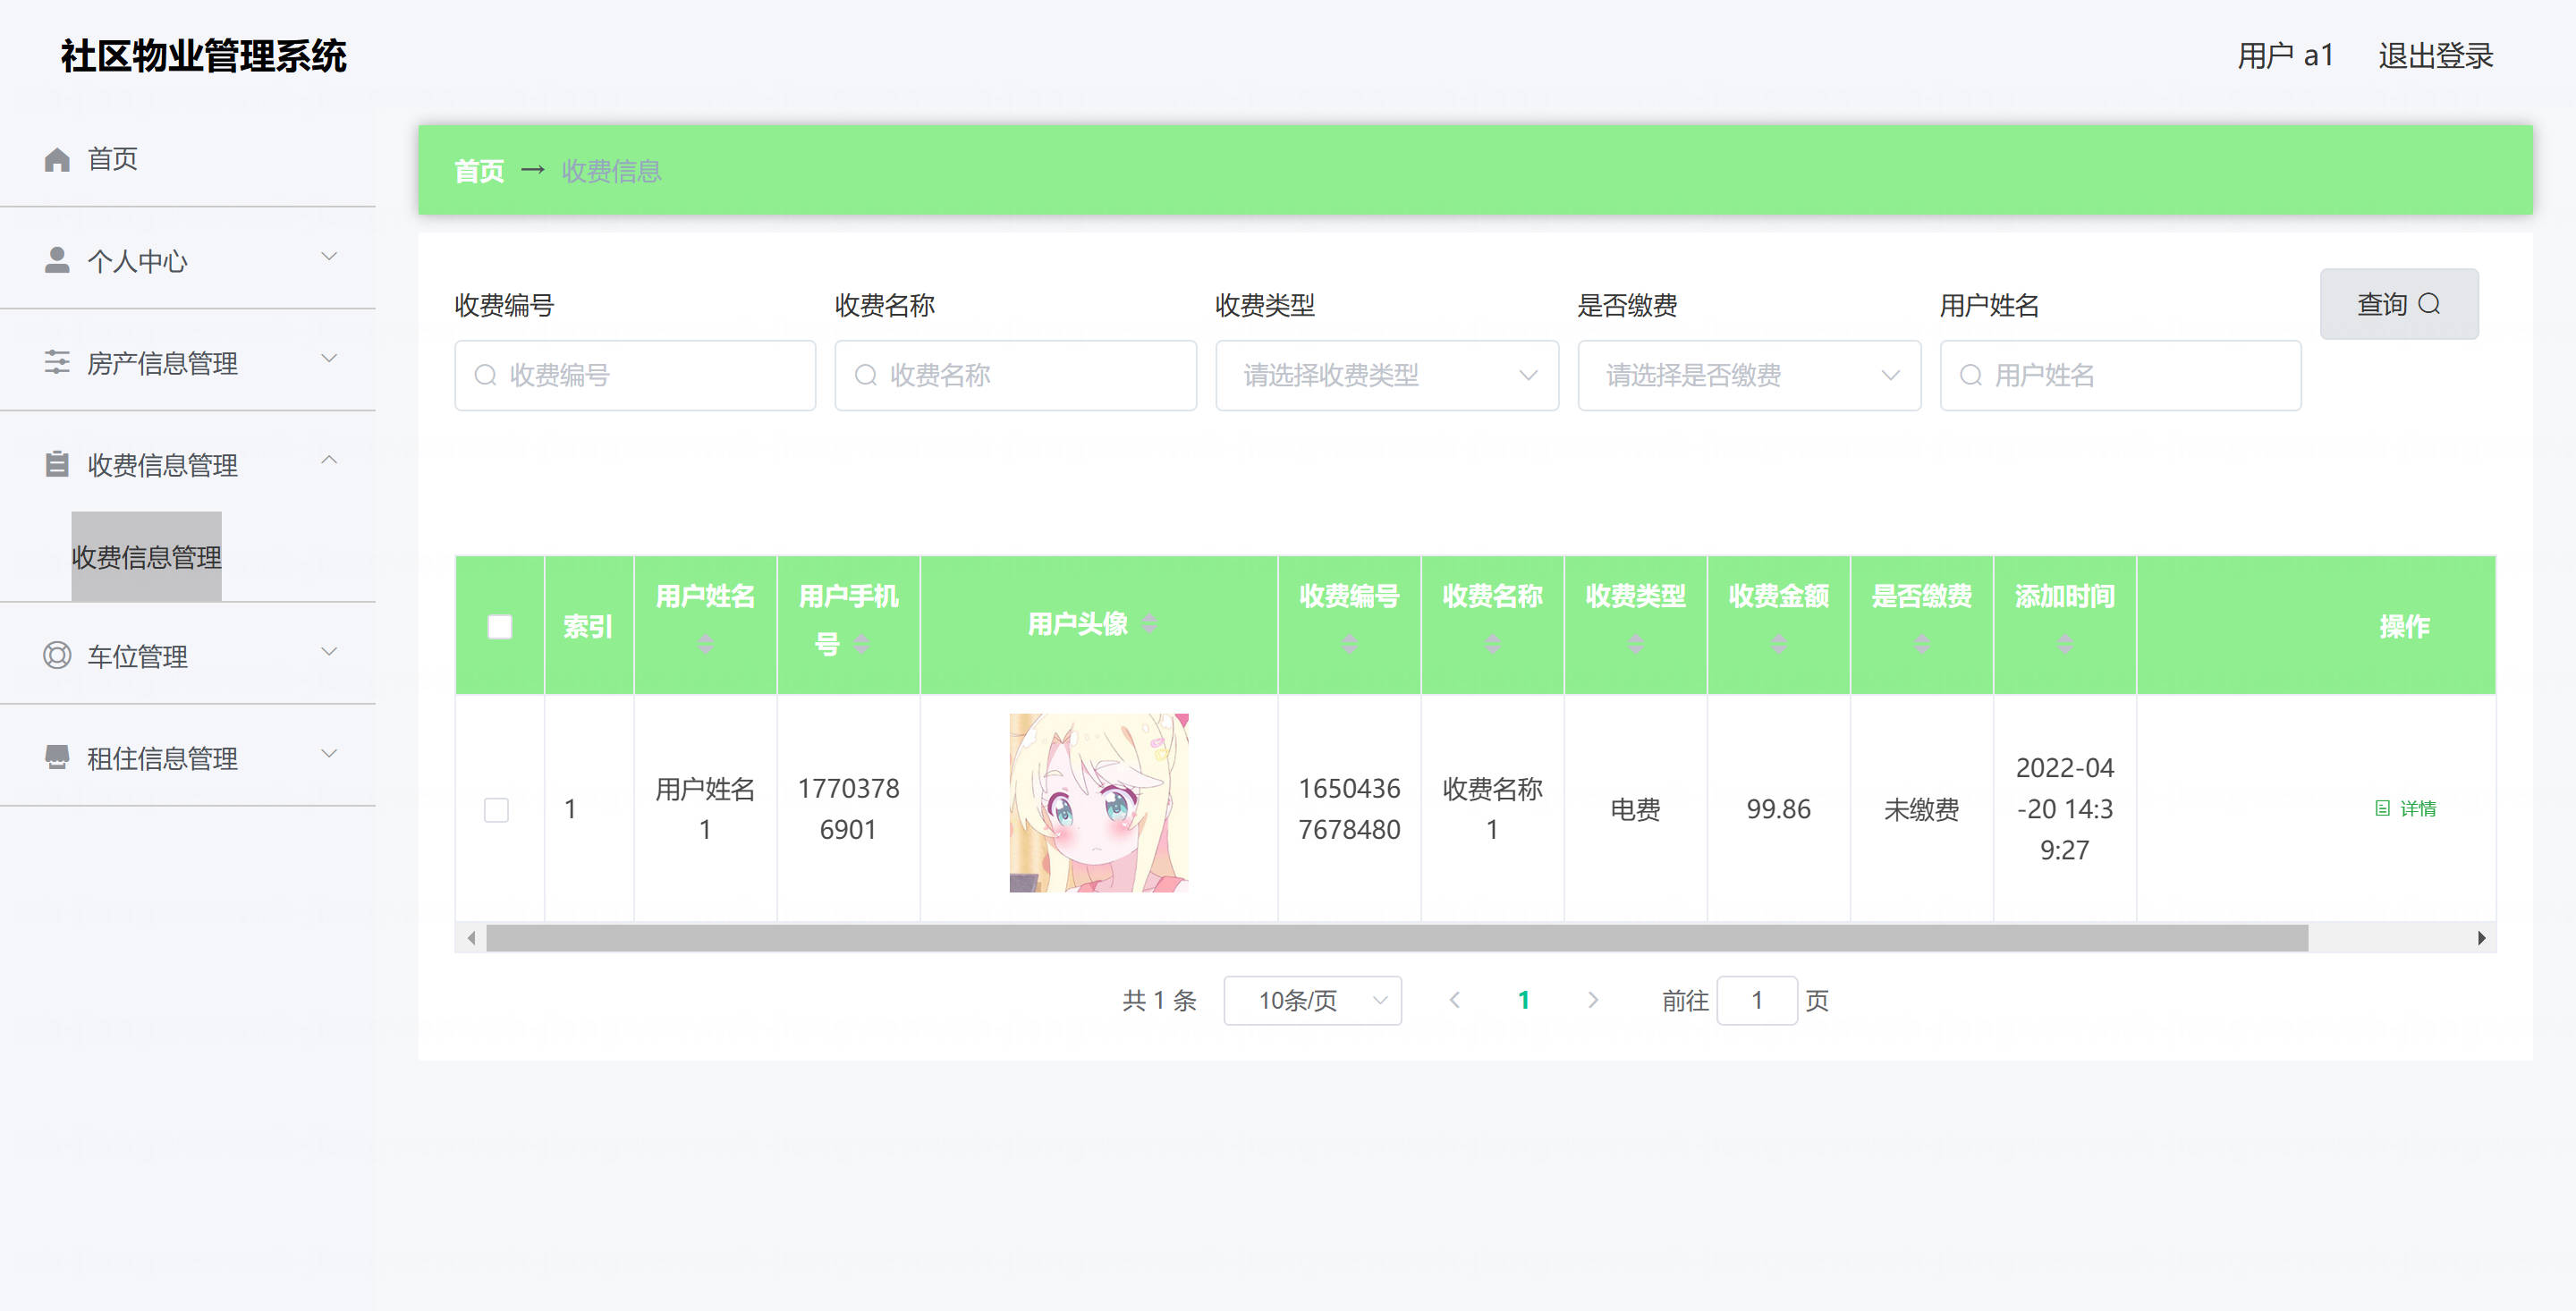 社区物业管理系统
用户 a1 退出登录
首页
个人中心
房产信息管理
收费信息管理
收费信息管理
车位管理
租住信息管理
首页 → 收费信息
收费编号 收费名称 收费类型 是否缴费 用户姓名 查询
收费编号 收费名称 请选择收费类型 请选择是否缴费 用户姓名
索引 用户姓名 用户手机号 用户头像 收费编号 收费名称 收费类型 收费金额 是否缴费 添加时间 操作
1 用户姓名1 17703786901 16504367678480 收费名称1 电费 99.86 未缴费 2022-04-20 14:39:27 详情
共 1 条 10条/页 1 前往 1 页